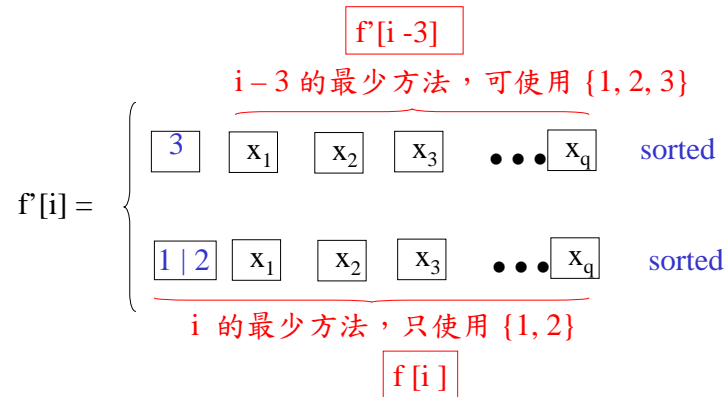 f'[i -3]
i – 3 的最少方法，可使用 {1, 2, 3}
3 x1 x2 x3 ●●● xq sorted
f'[i] =
1 | 2 x1 x2 x3 ●●● xq sorted
i 的最少方法，只使用 {1, 2}
f [i ]